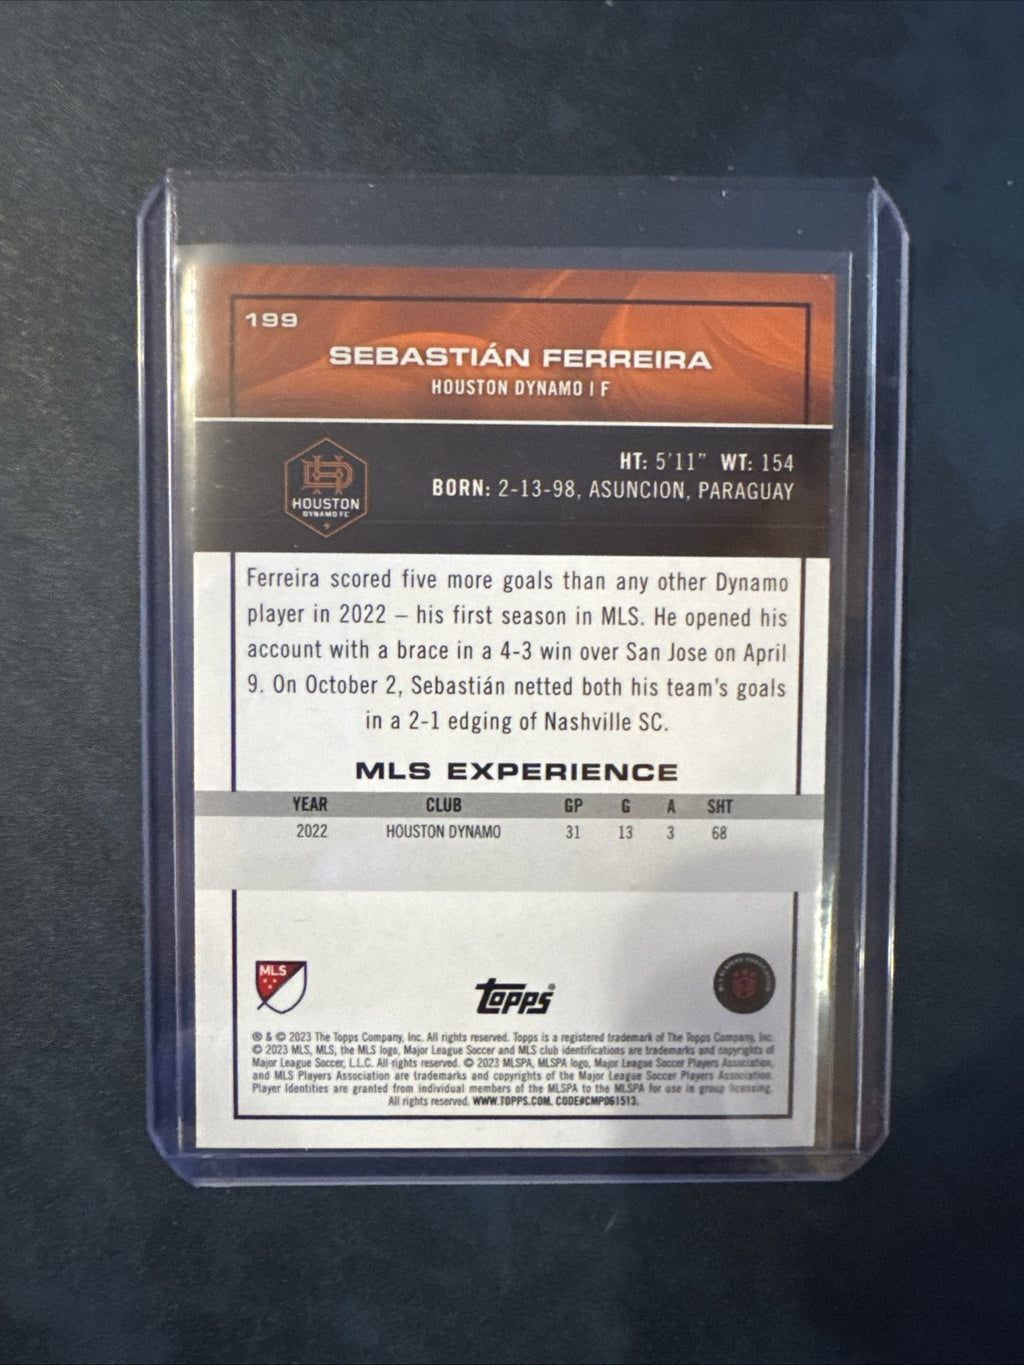 199
SEBASTIÁN FERREIRA
HOUSTON DYNAMO | F
HOUSTON
DYNAMO FC
HT: 5'11" WT: 154
BORN: 2-13-98, ASUNCION, PARAGUAY
Ferreira scored five more goals than any other Dynamo
player in 2022 – his first season in MLS. He opened his
account with a brace in a 4-3 win over San Jose on April
9. On October 2, Sebastián netted both his team's goals
in a 2-1 edging of Nashville SC.
MLS EXPERIENCE
YEAR CLUB GP G A SHT
2022 HOUSTON DYNAMO 31 13 3 68
MLS
Topps®
® & © 2023 The Topps Company, Inc. All rights reserved. Topps is a registered trademark of The Topps Company, Inc.
© 2023 MLS, MLS, the MLS logo, Major League Soccer and MLS club identifications are trademarks and copyrights of
Major League Soccer, L.L.C. All rights reserved. © 2023 MLSPA, MLSPA logo, Major League Soccer Players Association,
and MLS Players Association are trademarks and copyrights of the Major League Soccer Players Association.
Player Identities are granted from individual members of the MLSPA to the MLSPA for use in group licensing.
All rights reserved. WWW.TOPPS.COM. CODE#CMP061513.